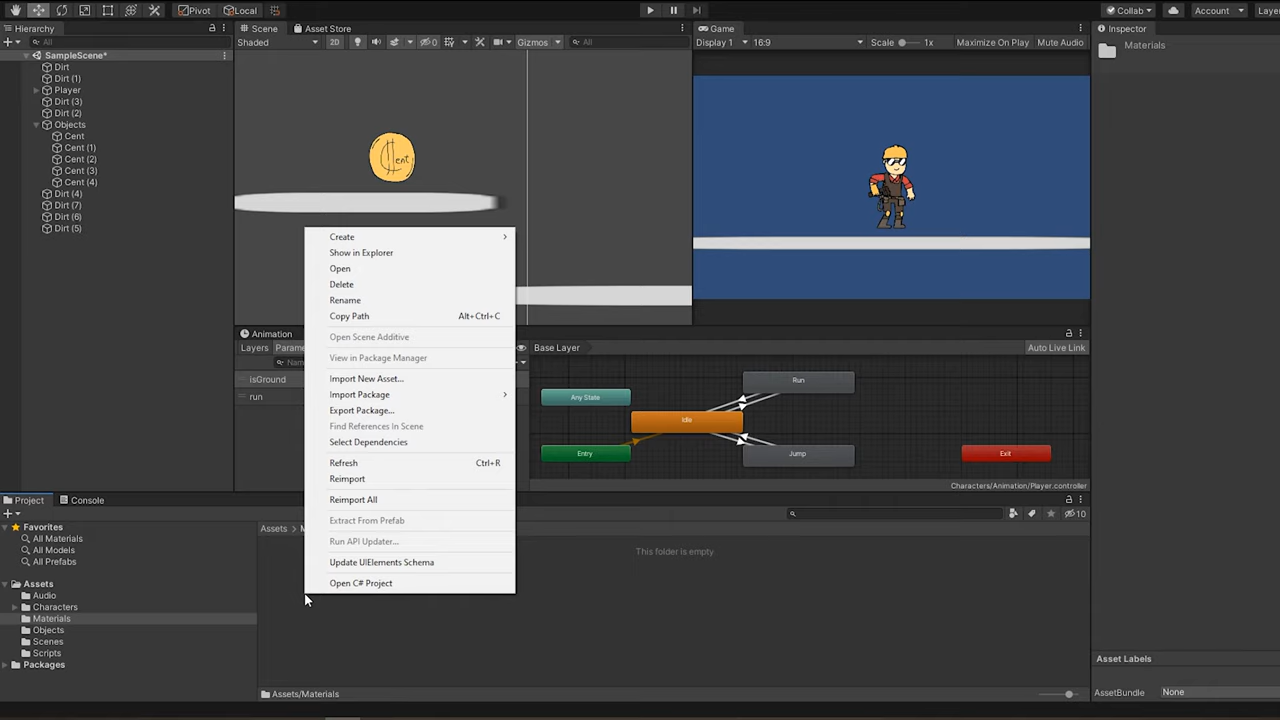 Pivot Local Collab Account Layer
Hierarchy Scene Asset Store Game Inspector
All Shaded 2D 0 Gizmos All Display 1 16:9 Scale 1x Maximize On Play Mute Audio Materials
SampleScene*
Dirt
Dirt (1)
Player
Dirt (3)
Dirt (2)
Objects
Cent
Cent (1)
Cent (2)
Cent (3)
Cent (4)
Dirt (4)
Dirt (7)
Dirt (6)
Dirt (5)
Cent
Create
Show in Explorer
Open
Delete
Rename
Copy Path Alt+Ctrl+C
Open Scene Additive
View in Package Manager
Import New Asset...
Import Package
Export Package...
Find References In Scene
Select Dependencies
Refresh Ctrl+R
Reimport
Reimport All
Extract From Prefab
Run API Updater...
Update UIElements Schema
Open C# Project
Animation
Layers Parame Base Layer Auto Live Link
Name
isGround
run
Any State
Run
Idle
Entry
Jump
Exit
Characters/Animation/Player.controller
Project Console
10
Favorites
All Materials
All Models
All Prefabs
Assets
Audio
Characters
Materials
Objects
Scenes
Scripts
Packages
Assets > M
This folder is empty
Assets/Materials
Asset Labels
AssetBundle None